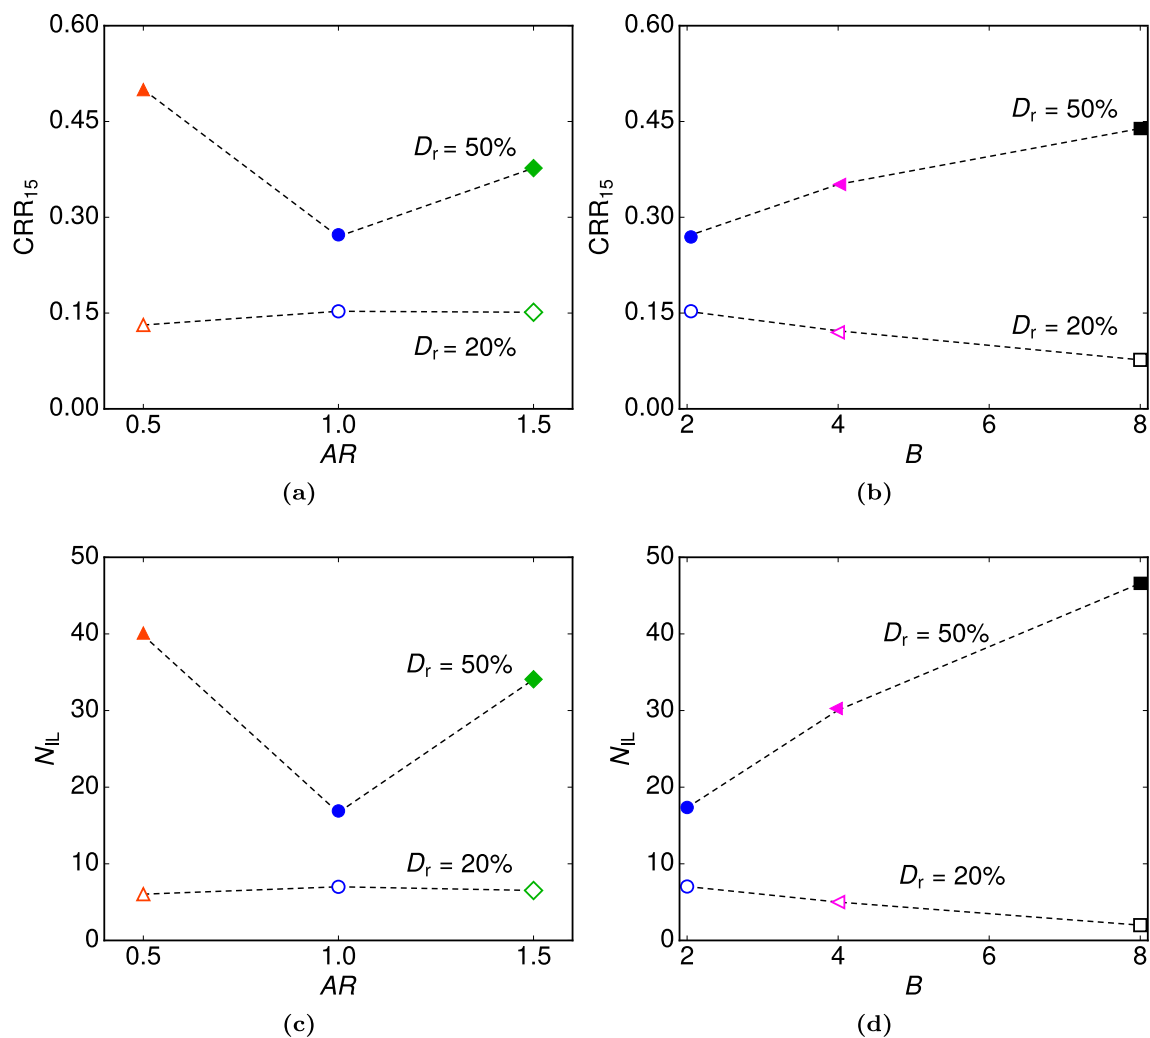 0.60
0.45
0.30
0.15
0.00
CRR15
Dr = 50%
Dr = 20%
0.5 1.0 1.5
AR
(a)
0.60
0.45
0.30
0.15
0.00
CRR15
Dr = 50%
Dr = 20%
2 4 6 8
B
(b)
50
40
30
20
10
0
NIL
Dr = 50%
Dr = 20%
0.5 1.0 1.5
AR
(c)
50
40
30
20
10
0
NIL
Dr = 50%
Dr = 20%
2 4 6 8
B
(d)